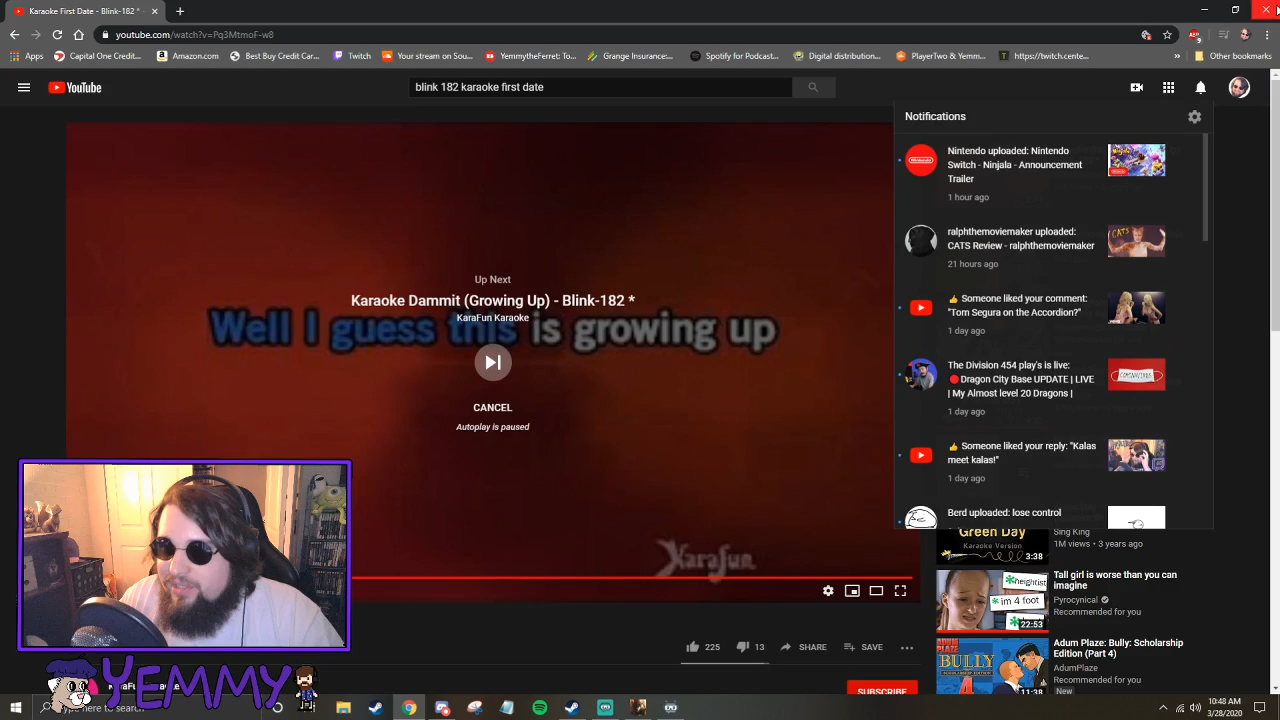 Karaoke First Date - Blink-182 *
youtube.com/watch?v=Pq3MtmoF-w8
Apps
Capital One Credi...
Amazon.com
Best Buy Credit Car...
Twitch
Your stream on Sou...
YemmytheFerret: To...
Grange Insurance:...
Spotify for Podcast...
Digital distribution...
PlayerTwo & Yemm...
https://twitch.cente...
Other bookmarks
YouTube
blink 182 karaoke first date
Notifications
Nintendo uploaded: Nintendo
Switch - Ninjala - Announcement
Trailer
1 hour ago
ralphthemoviemaker uploaded:
CATS Review - ralphthemoviemaker
21 hours ago
CATS
👍 Someone liked your comment:
"Tom Segura on the Accordion?"
1 day ago
The Division 454 play's is live:
🔴Dragon City Base UPDATE | LIVE
| My Almost level 20 Dragons |
1 day ago
👍 Someone liked your reply: "Kalas
meet kalas!"
1 day ago
Berd uploaded: lose control
Up Next
Karaoke Dammit (Growing Up) - Blink-182 *
KaraFun Karaoke
Well I guess this is growing up
CANCEL
Autoplay is paused
KaraFun
Green Day
Karaoke Version
3:38
Sing King
1M views • 3 years ago
heightist
im 4 foot
22:53
Tall girl is worse than you can
imagine
Pyrocynical
Recommended for you
ADUM
PLAZE
BULLY
11:38
Adum Plaze: Bully: Scholarship
Edition (Part 4)
AdumPlaze
Recommended for you
New
225
13
SHARE
SAVE
SUBSCRIBE
YEMMY
10:48 AM
3/28/2020